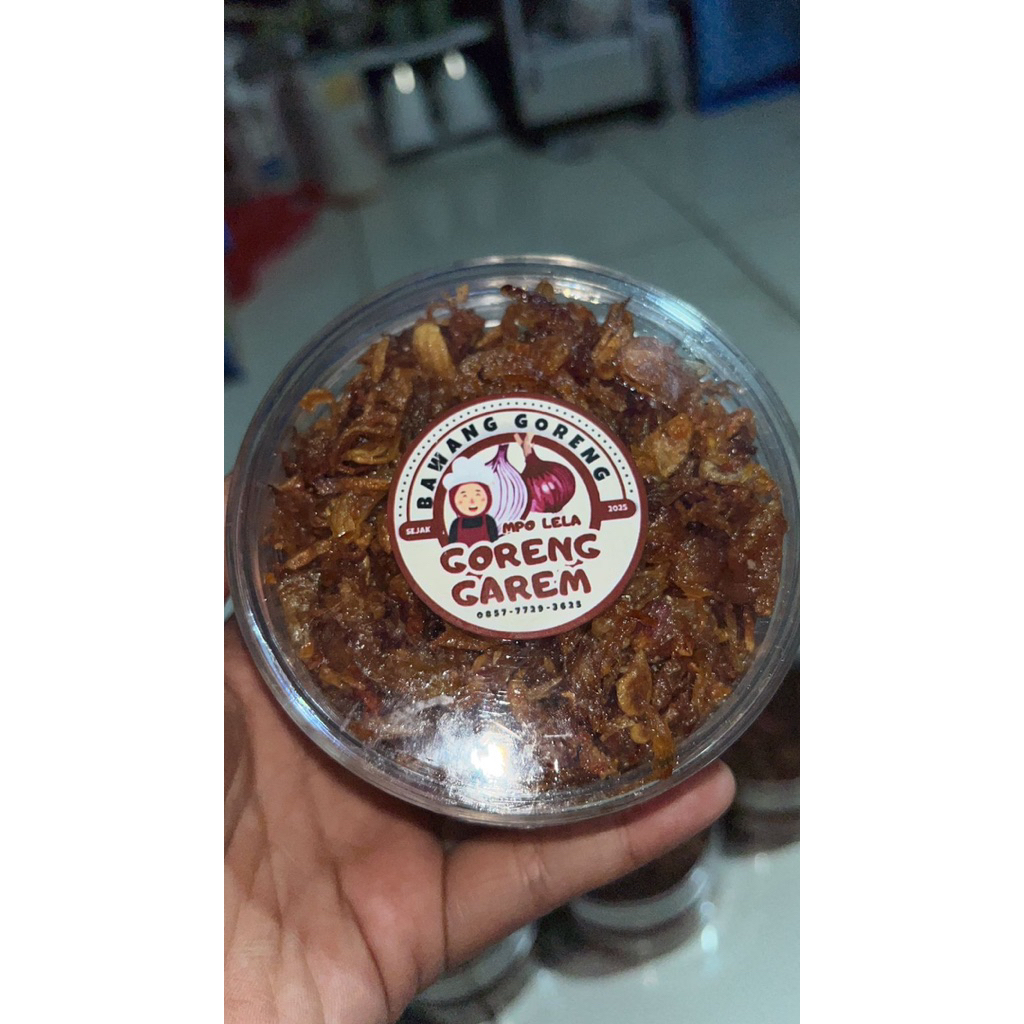 BAWANG GORENG
SEJAK 2025
MPO LELA
GORENG
GAREM
0857-7729-3625